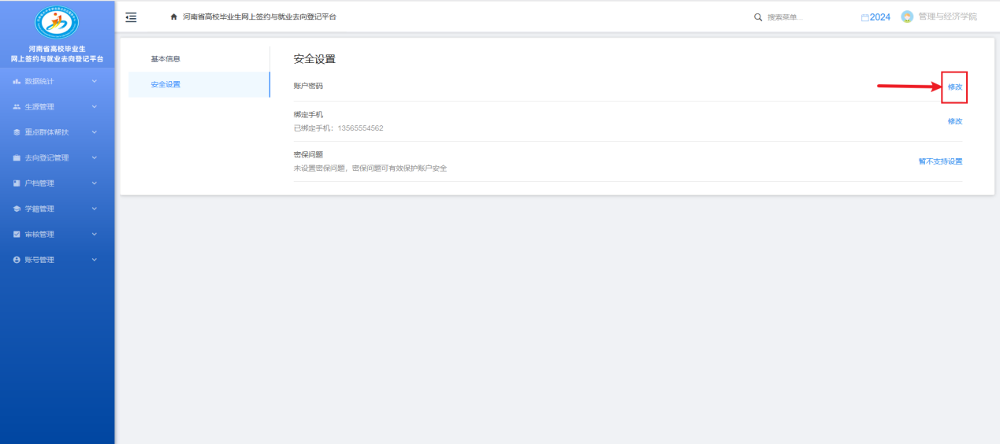 河南省高校毕业生
网上签约与就业去向登记平台
数据统计
生源管理
重点群体帮扶
去向登记管理
户档管理
学籍管理
审核管理
账号管理
河南省高校毕业生网上签约与就业去向登记平台
搜索菜单...
2024
管理与经济学院
基本信息
安全设置
安全设置
账户密码
修改
绑定手机
已绑定手机：13565554562
修改
密保问题
未设置密保问题，密保问题可有效保护账户安全
暂不支持设置